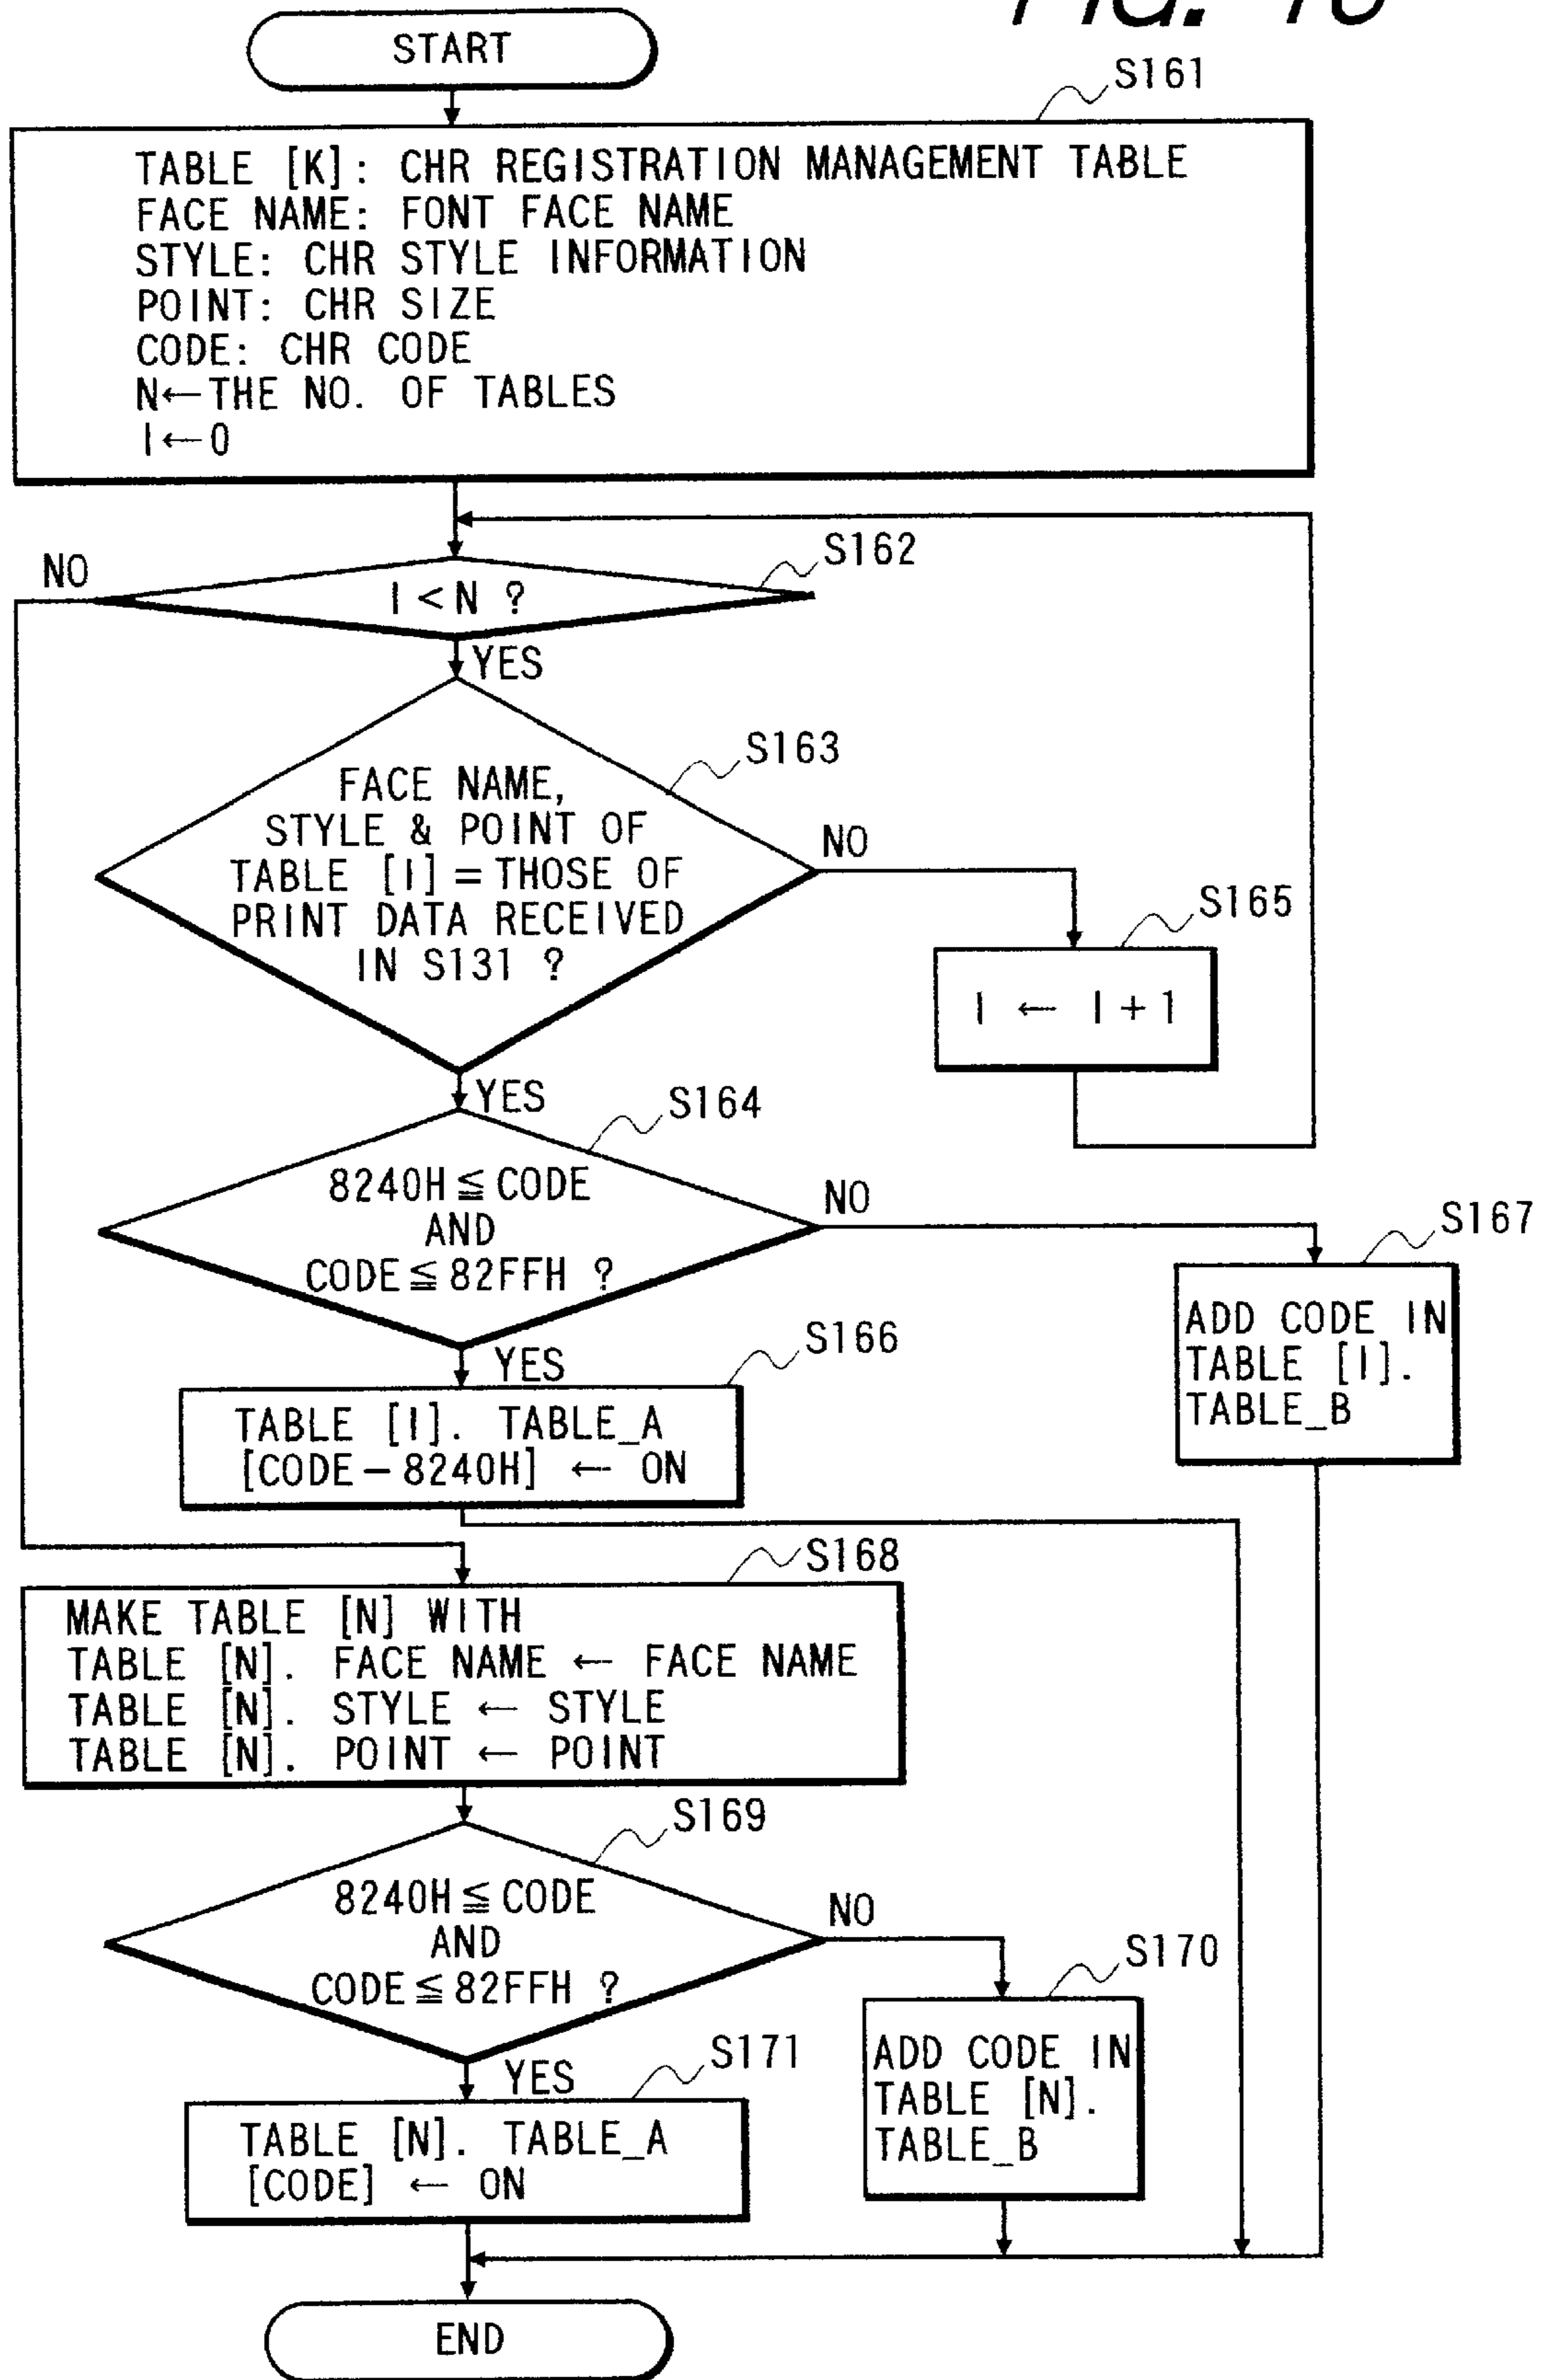 START
S161
TABLE [K]: CHR REGISTRATION MANAGEMENT TABLE
FACE NAME: FONT FACE NAME
STYLE: CHR STYLE INFORMATION
POINT: CHR SIZE
CODE: CHR CODE
N←THE NO. OF TABLES
I←0
S162
NO
I<N ?
YES
S163
FACE NAME,
STYLE & POINT OF
TABLE [I] = THOSE OF
PRINT DATA RECEIVED
IN S131 ?
NO
S165
I ← I+1
YES
S164
8240H≦CODE
AND
CODE≦82FFH ?
NO
S167
ADD CODE IN
TABLE [I].
TABLE_B
YES
S166
TABLE [I]. TABLE_A
[CODE−8240H] ← ON
S168
MAKE TABLE [N] WITH
TABLE [N]. FACE NAME ← FACE NAME
TABLE [N]. STYLE ← STYLE
TABLE [N]. POINT ← POINT
S169
8240H≦CODE
AND
CODE≦82FFH ?
NO
S170
ADD CODE IN
TABLE [N].
TABLE_B
YES
S171
TABLE [N]. TABLE_A
[CODE] ← ON
END